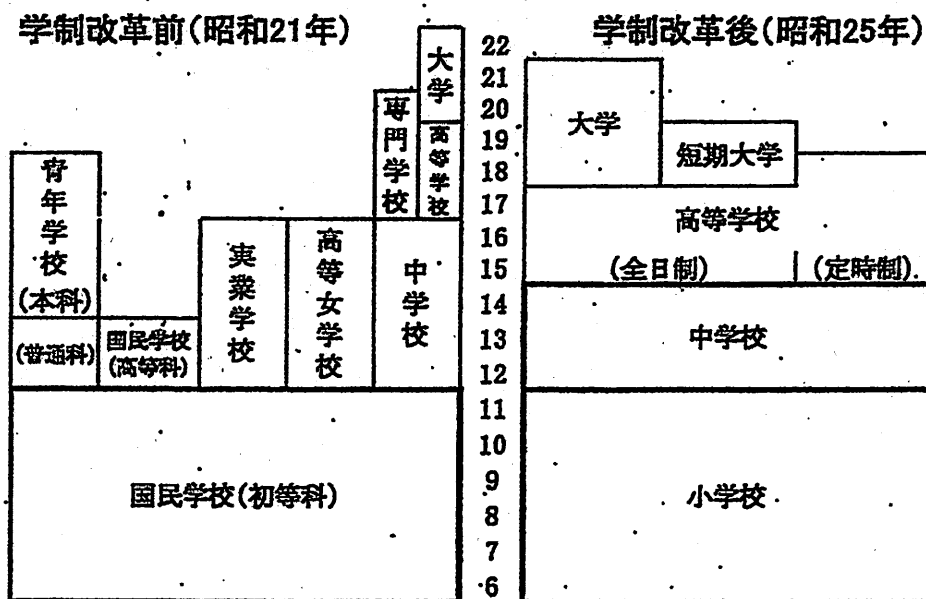 学制改革前(昭和21年)
大学
専門学校
高等学校
青年学校
(本科)
(普通科)
国民学校
(高等科)
実業学校
高等女学校
中学校
国民学校(初等科)
22
21
20
19
18
17
16
15
14
13
12
11
10
9
8
7
6
学制改革後(昭和25年)
大学
短期大学
高等学校
(全日制)
(定時制)
中学校
小学校